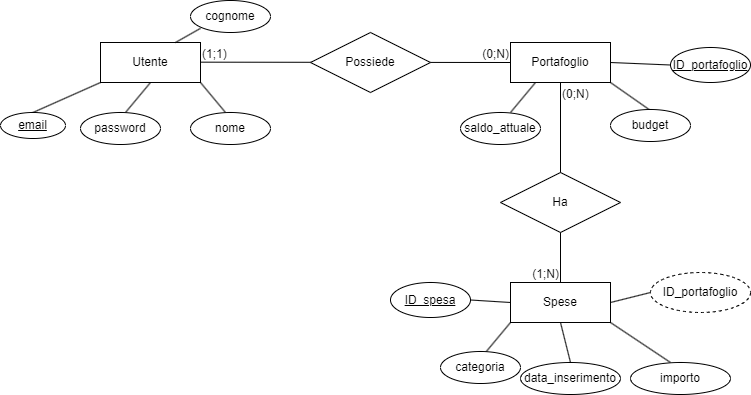 cognome
Utente
(1;1)
Possiede
(0;N)
Portafoglio
ID_portafoglio
(0;N)
email
password
nome
saldo_attuale
budget
Ha
(1;N)
ID_spesa
Spese
ID_portafoglio
categoria
data_inserimento
importo